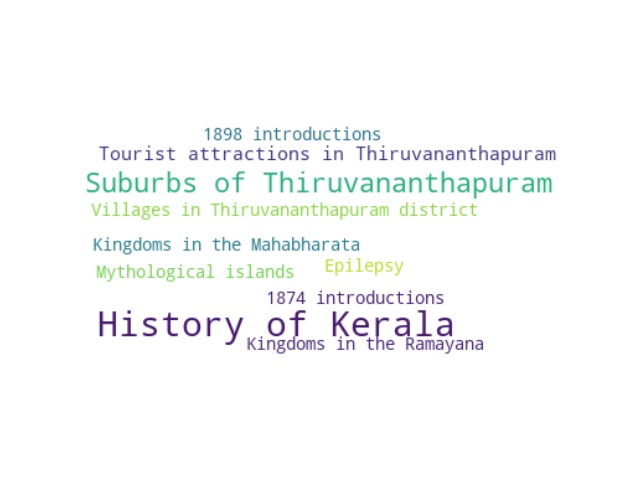 1898 introductions
Tourist attractions in Thiruvananthapuram
Suburbs of Thiruvananthapuram
Villages in Thiruvananthapuram district
Kingdoms in the Mahabharata
Epilepsy
Mythological islands
1874 introductions
History of Kerala
Kingdoms in the Ramayana